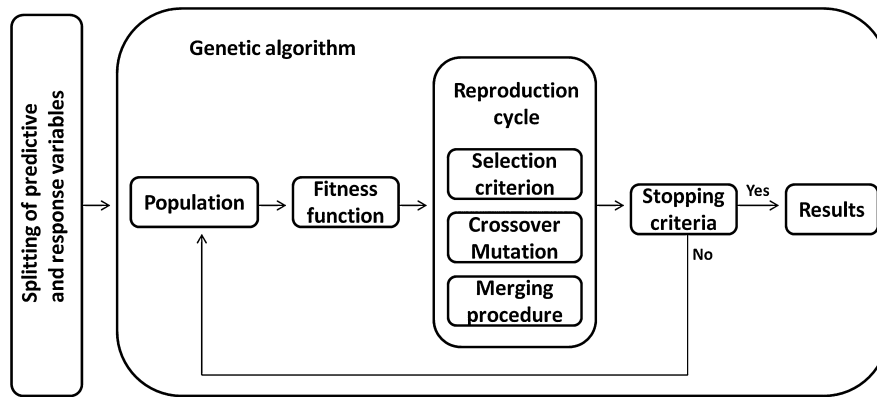 Splitting of predictive
and response variables
Genetic algorithm
Population
Fitness
function
Reproduction
cycle
Selection
criterion
Crossover
Mutation
Merging
procedure
Stopping
criteria
Yes
No
Results